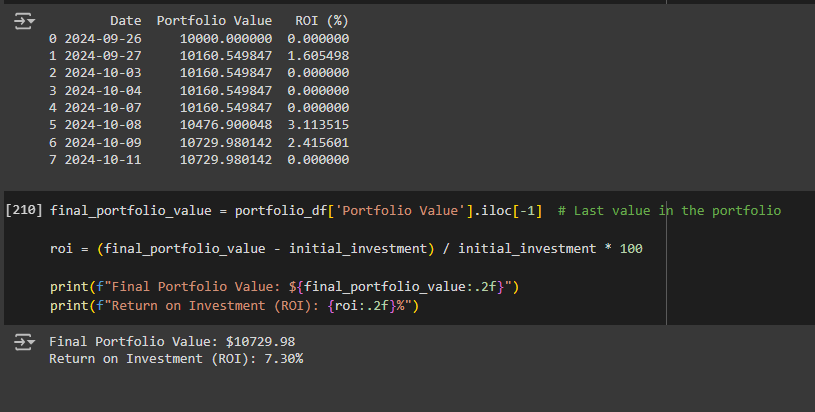 Date Portfolio Value ROI (%)
0 2024-09-26 10000.000000 0.000000
1 2024-09-27 10160.549847 1.605498
2 2024-10-03 10160.549847 0.000000
3 2024-10-04 10160.549847 0.000000
4 2024-10-07 10160.549847 0.000000
5 2024-10-08 10476.900048 3.113515
6 2024-10-09 10729.980142 2.415601
7 2024-10-11 10729.980142 0.000000
[210] final_portfolio_value = portfolio_df['Portfolio Value'].iloc[-1]  # Last value in the portfolio
roi = (final_portfolio_value - initial_investment) / initial_investment * 100
print(f"Final Portfolio Value: ${final_portfolio_value:.2f}")
print(f"Return on Investment (ROI): {roi:.2f}%")
Final Portfolio Value: $10729.98
Return on Investment (ROI): 7.30%